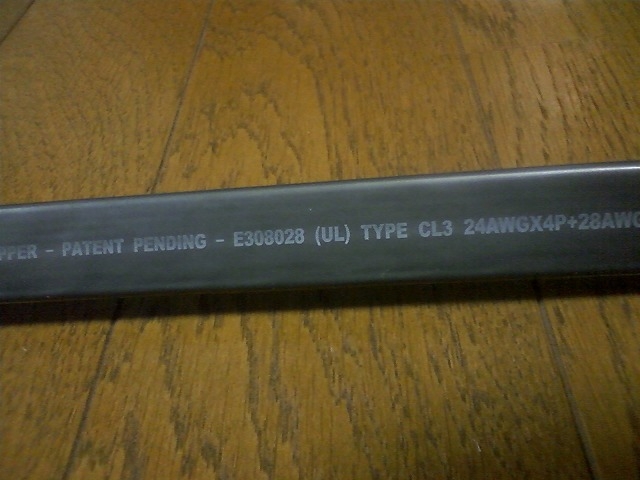 PPER - PATENT PENDING - E308028 (UL) TYPE CL3 24AWGX4P+28AWG